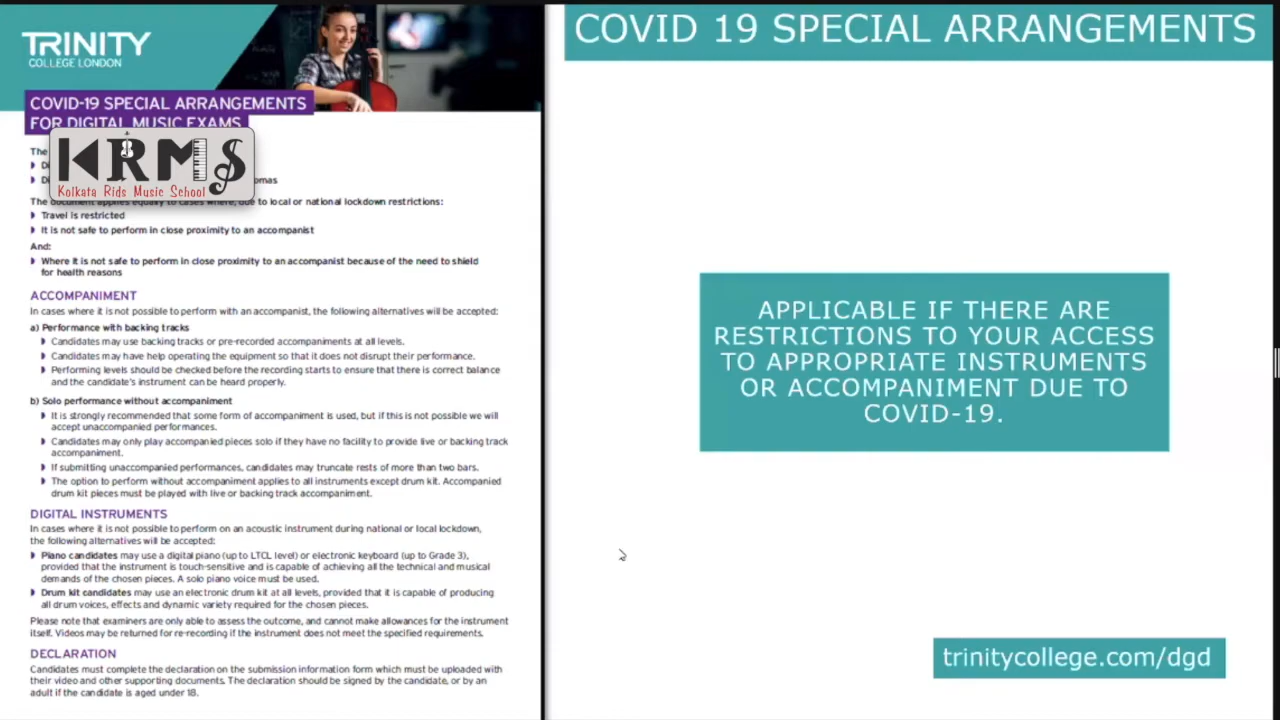 TRINITY
COLLEGE LONDON
COVID-19 SPECIAL ARRANGEMENTS
FOR DIGITAL MUSIC EXAMS
KRMS
Kolkata Rids Music School
The
The document applies equally to cases where, due to local or national lockdown restrictions:
Travel is restricted
It is not safe to perform in close proximity to an accompanist
And:
Where it is not safe to perform in close proximity to an accompanist because of the need to shield
for health reasons
ACCOMPANIMENT
In cases where it is not possible to perform with an accompanist, the following alternatives will be accepted:
a) Performance with backing tracks
Candidates may use backing tracks or pre-recorded accompaniments at all levels.
Candidates may have help operating the equipment so that it does not disrupt their performance.
Performing levels should be checked before the recording starts to ensure that there is correct balance
and the candidate's instrument can be heard properly.
b) Solo performance without accompaniment
It is strongly recommended that some form of accompaniment is used, but if this is not possible we will
accept unaccompanied performances.
Candidates may only play accompanied pieces solo if they have no facility to provide live or backing track
accompaniment.
If submitting unaccompanied performances, candidates may truncate rests of more than two bars.
The option to perform without accompaniment applies to all instruments except drum kit. Accompanied
drum kit pieces must be played with live or backing track accompaniment.
DIGITAL INSTRUMENTS
In cases where it is not possible to perform on an acoustic instrument during national or local lockdown,
the following alternatives will be accepted:
Piano candidates may use a digital piano (up to LTCL level) or electronic keyboard (up to Grade 3),
provided that the instrument is touch-sensitive and is capable of achieving all the technical and musical
demands of the chosen pieces. A solo piano voice must be used.
Drum kit candidates may use an electronic drum kit at all levels, provided that it is capable of producing
all drum voices, effects and dynamic variety required for the chosen pieces.
Please note that examiners are only able to assess the outcome, and cannot make allowances for the instrument
itself. Videos may be returned for re-recording if the instrument does not meet the specified requirements.
DECLARATION
Candidates must complete the declaration on the submission information form which must be uploaded with
their video and other supporting documents. The declaration should be signed by the candidate, or by an
adult if the candidate is aged under 18.
COVID 19 SPECIAL ARRANGEMENTS
APPLICABLE IF THERE ARE
RESTRICTIONS TO YOUR ACCESS
TO APPROPRIATE INSTRUMENTS
OR ACCOMPANIMENT DUE TO
COVID-19.
trinitycollege.com/dgd